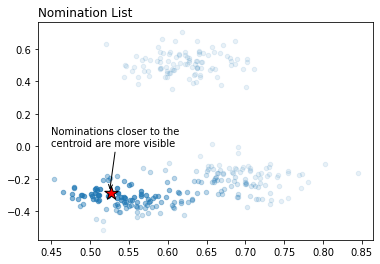 Nomination List
0.6
0.4
0.2
0.0
−0.2
−0.4
Nominations closer to the
centroid are more visible
0.45 0.50 0.55 0.60 0.65 0.70 0.75 0.80 0.85